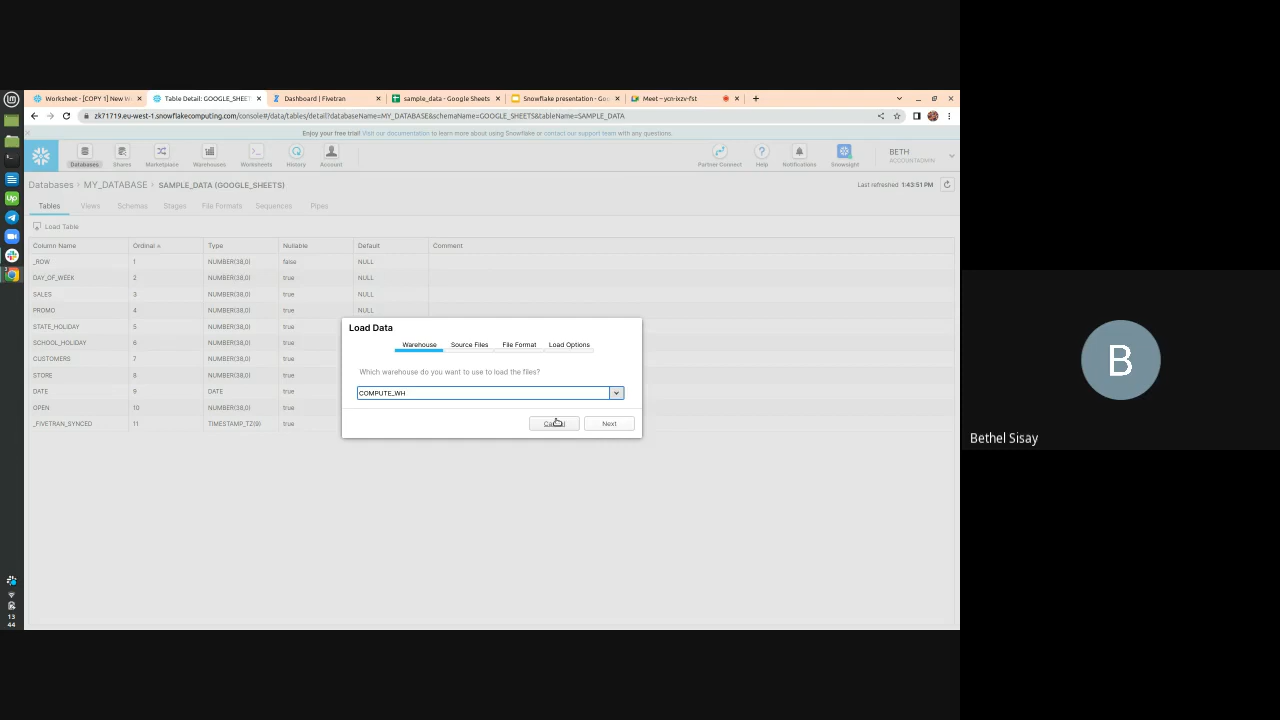 Worksheet - [COPY 1] New W
Table Detail: GOOGLE_SHEET
Dashboard | Fivetran
sample_data - Google Sheets
Snowflake presentation - Goo
Meet – ycn-ixzv-fst
zk71719.eu-west-1.snowflakecomputing.com/console#/data/tables/detail?databaseName=MY_DATABASE&schemaName=GOOGLE_SHEETS&tableName=SAMPLE_DATA
Enjoy your free trial! Visit our documentation to learn more about using Snowflake or contact our support team with any questions.
Databases
Shares
Marketplace
Warehouses
Worksheets
History
Account
Partner Connect
Help
Notifications
Snowsight
BETH
ACCOUNTADMIN
Databases > MY_DATABASE > SAMPLE_DATA (GOOGLE_SHEETS)
Last refreshed 1:43:51 PM
Tables Views Schemas Stages File Formats Sequences Pipes
Load Table
Column Name Ordinal Type Nullable Default Comment
_ROW 1 NUMBER(38,0) false NULL
DAY_OF_WEEK 2 NUMBER(38,0) true NULL
SALES 3 NUMBER(38,0) true NULL
PROMO 4 NUMBER(38,0) true NULL
STATE_HOLIDAY 5 NUMBER(38,0) true
SCHOOL_HOLIDAY 6 NUMBER(38,0) true
CUSTOMERS 7 NUMBER(38,0) true
STORE 8 NUMBER(38,0) true
DATE 9 DATE true
OPEN 10 NUMBER(38,0) true
_FIVETRAN_SYNCED 11 TIMESTAMP_TZ(9) true
Load Data
Warehouse Source Files File Format Load Options
Which warehouse do you want to use to load the files?
COMPUTE_WH
Cancel Next
B
Bethel Sisay
13
44